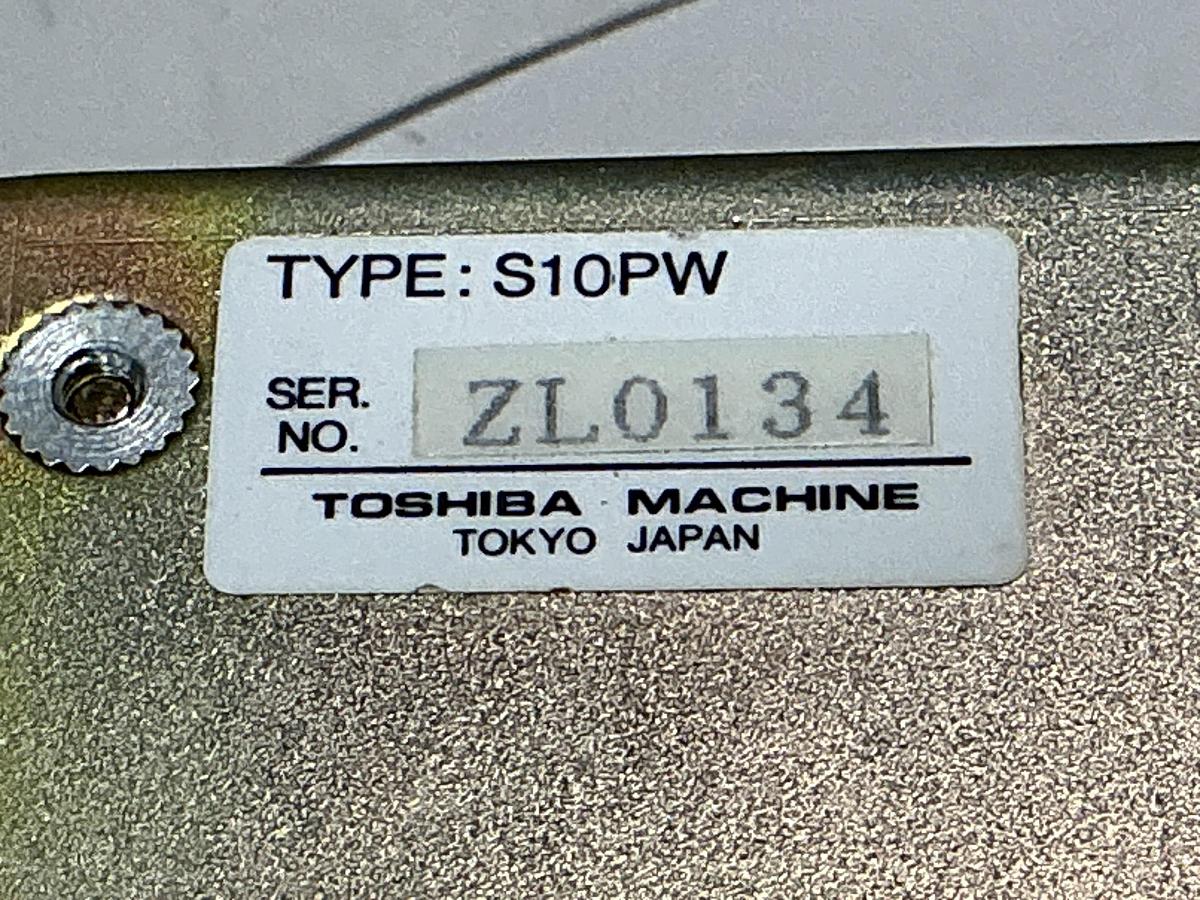 TYPE: S10PW
SER. NO. ZL0134
TOSHIBA MACHINE
TOKYO JAPAN